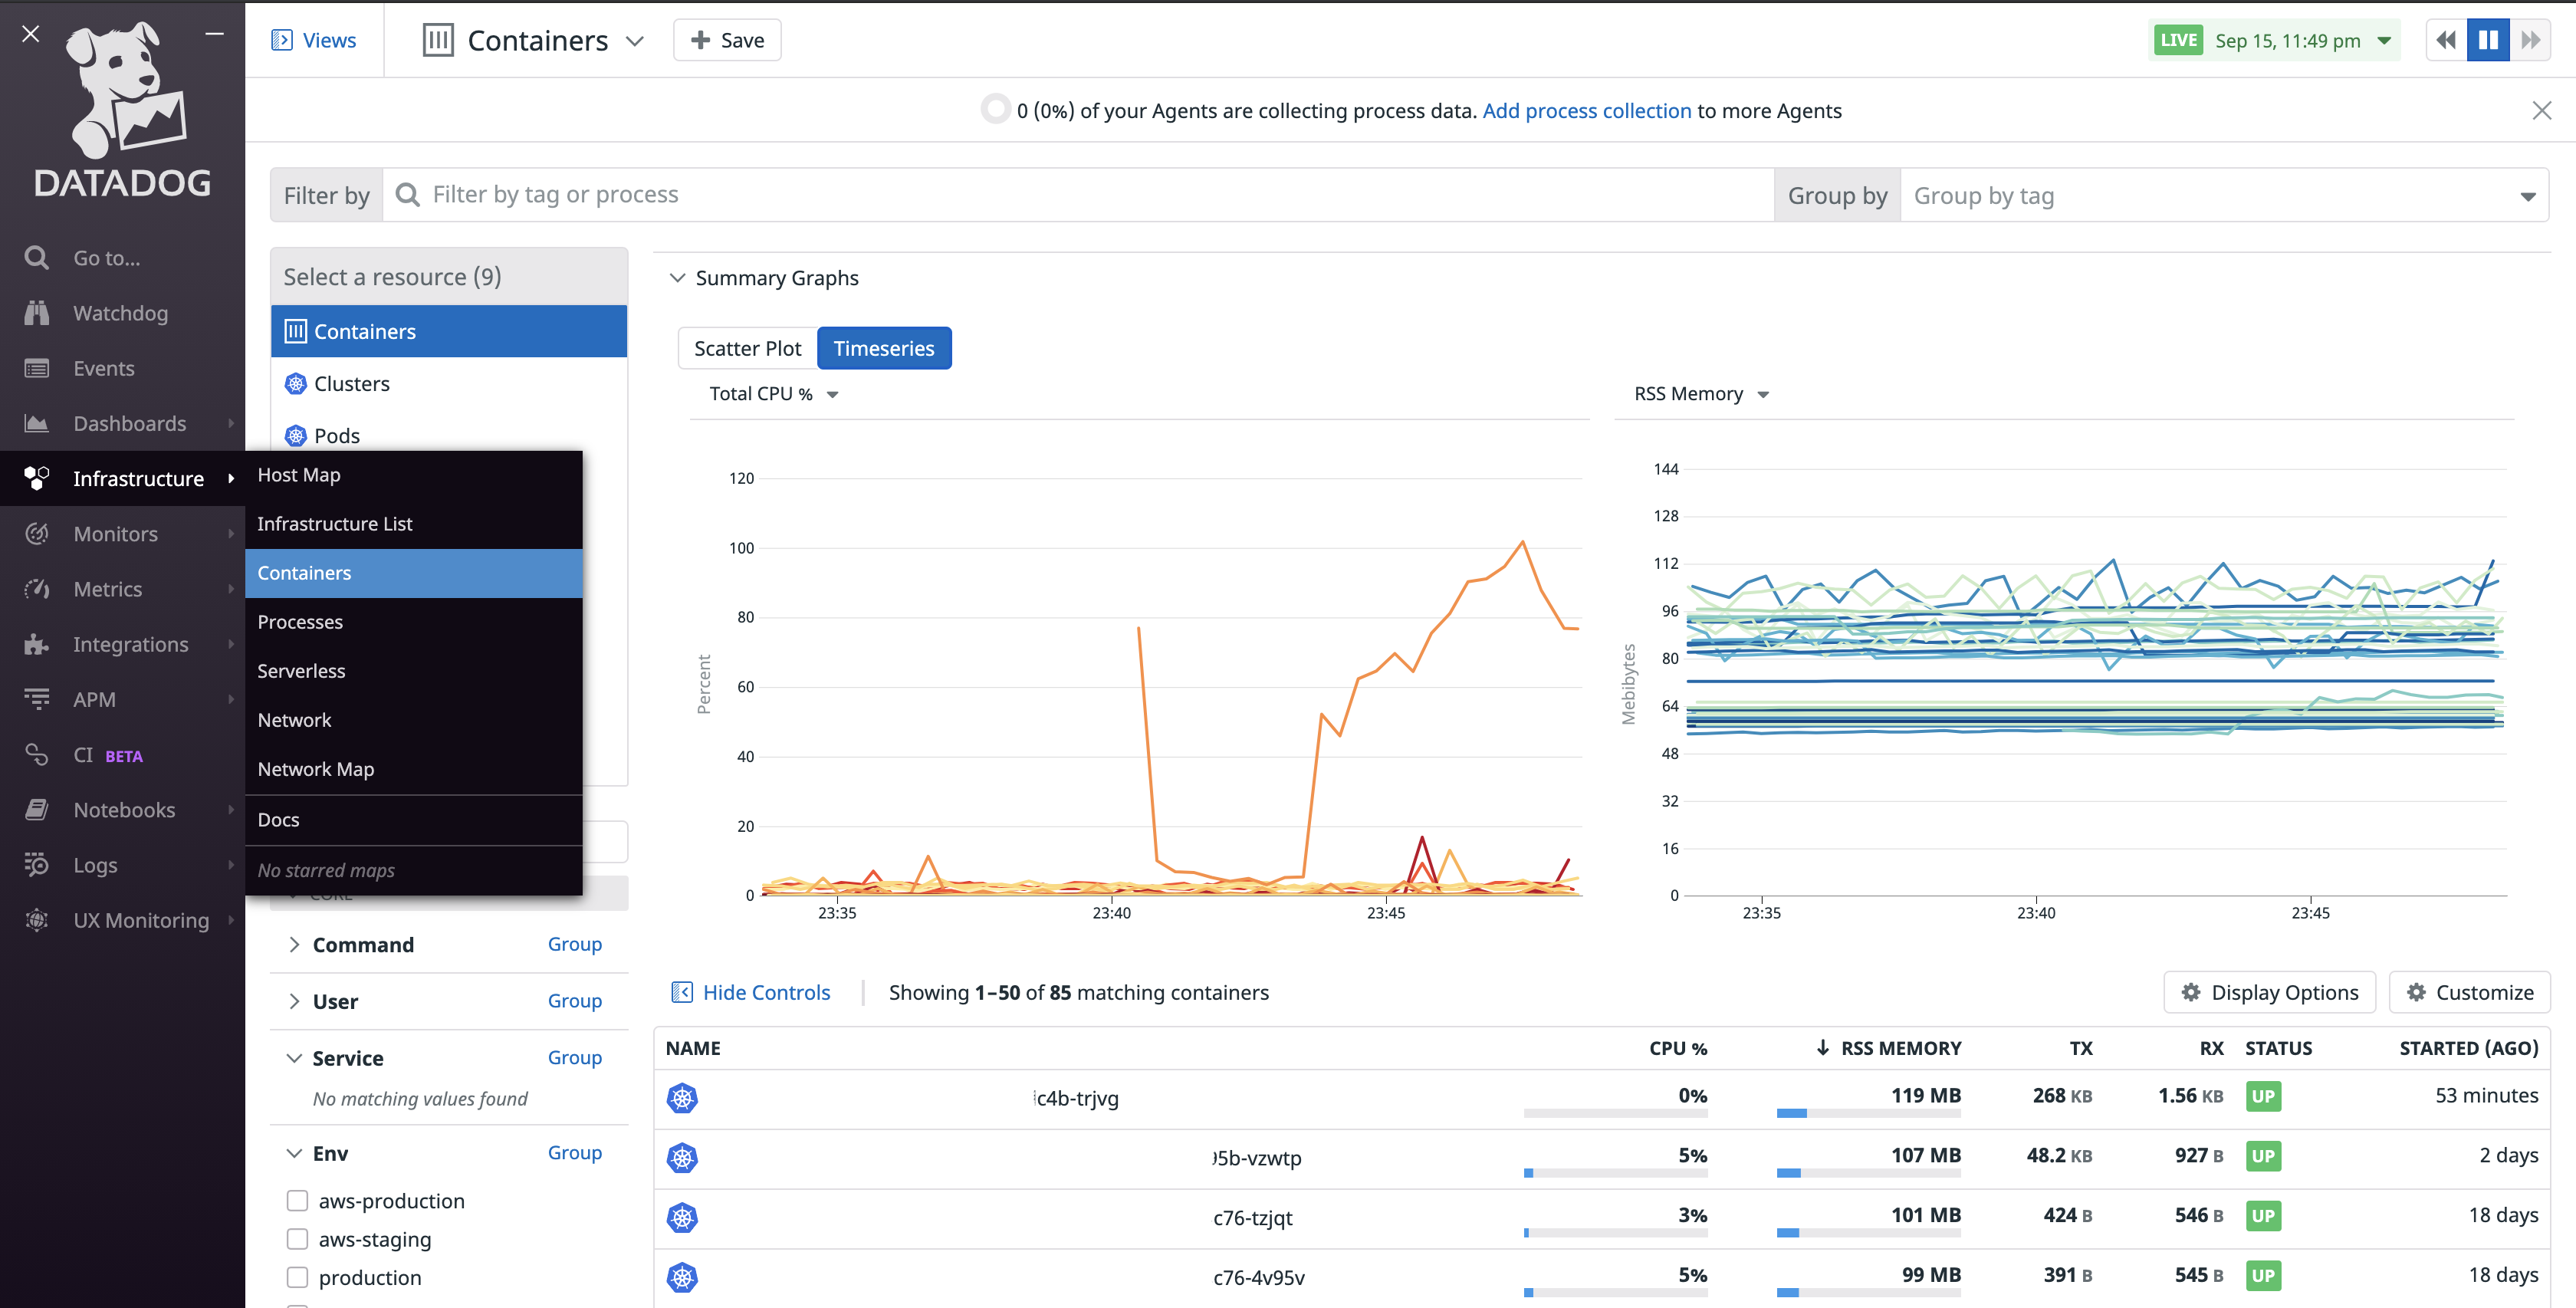 DATADOG
Go to...
Watchdog
Events
Dashboards
Infrastructure
Monitors
Metrics
Integrations
APM
CI BETA
Notebooks
Logs
UX Monitoring
Host Map
Infrastructure List
Containers
Processes
Serverless
Network
Network Map
Docs
No starred maps
Views
Containers
Save
LIVE Sep 15, 11:49 pm
0 (0%) of your Agents are collecting process data. Add process collection to more Agents
Filter by Filter by tag or process
Group by Group by tag
Select a resource (9)
Containers
Clusters
Pods
CORE
Command Group
User Group
Service Group
No matching values found
Env Group
aws-production
aws-staging
production
Summary Graphs
Scatter Plot Timeseries
Total CPU %
Percent
120
100
80
60
40
20
0
23:35 23:40 23:45
RSS Memory
Mebibytes
144
128
112
96
80
64
48
32
16
0
23:35 23:40 23:45
Hide Controls
Showing 1–50 of 85 matching containers
Display Options
Customize
NAME CPU % RSS MEMORY TX RX STATUS STARTED (AGO)
c4b-trjvg 0% 119 MB 268 KB 1.56 KB UP 53 minutes
5b-vzwtp 5% 107 MB 48.2 KB 927 B UP 2 days
c76-tzjqt 3% 101 MB 424 B 546 B UP 18 days
c76-4v95v 5% 99 MB 391 B 545 B UP 18 days